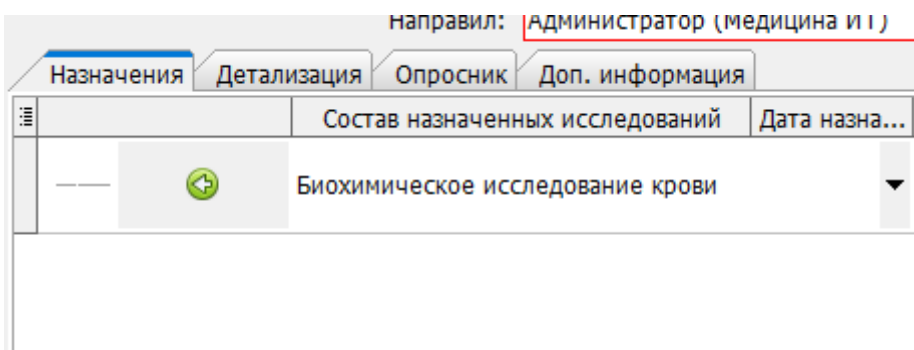 Направил: Администратор (Медицина ИТ)
Назначения Детализация Опросник Доп. информация
Состав назначенных исследований Дата назна...
Биохимическое исследование крови